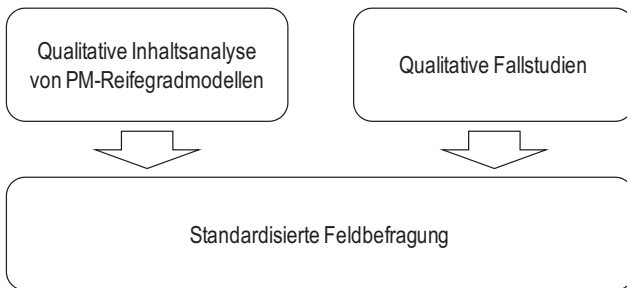 Qualitative Inhaltsanalyse
von PM-Reifegradmodellen
Qualitative Fallstudien
Standardisierte Feldbefragung